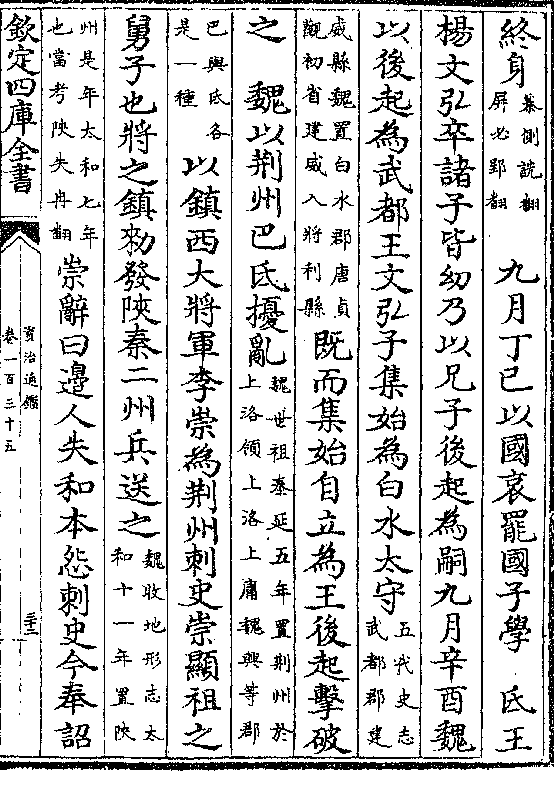 終身蓁側詵翻屏必郢翻　九月丁巳以國哀罷國子學　氐王
楊文弘卒諸子皆幼乃以兄子後起為嗣九月辛酉魏
以後起為武都王文弘子集始為白水太守五代史志武都郡建
威縣魏置白水郡唐貞觀初省建威入將利縣既而集始自立為王後起擊破
之　魏以荆州巴氐擾亂魏世祖泰延五年置荆州於上洛領上洛上庸魏興等郡
巴與氐各是一種以鎮西大將軍李崇為荆州刺史崇顯祖之
舅子也將之鎮勑發陜秦二州兵送之魏收地形志太和十一年置陜
州是年太和七年也當考陜失冉翻崇辭曰邊人失和本怨刺史今奉詔
欽定四庫全書
資治通鑑
卷一百三十五